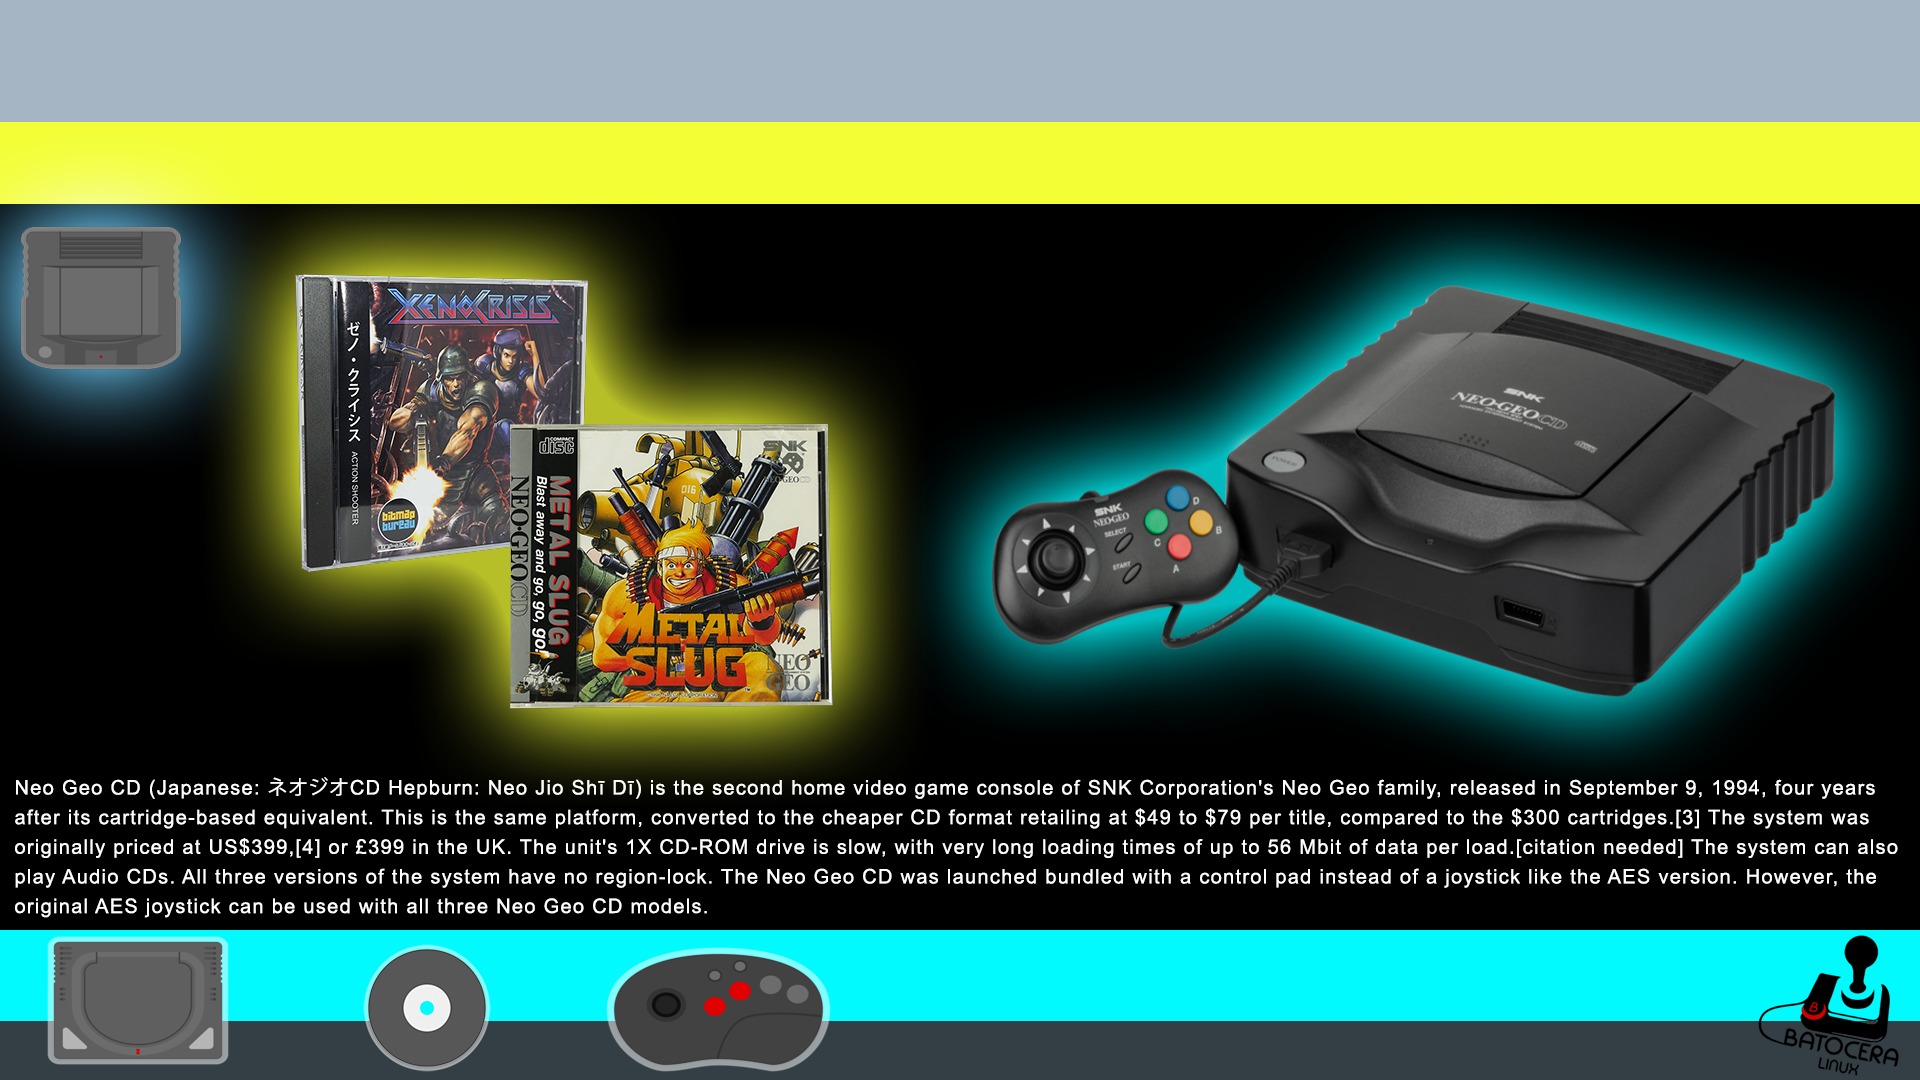 XENOCRISIS
ゼノ・クライシス ACTION SHOOTER
bitmap
bureau
COMPACT
disc
METAL SLUG
Blast away and go, go, go!
NEO·GEO CD
SNK
NEO·GEO CD
016
METAL
SLUG
NEO
GEO
SNK
NEO·GEO CD
POWER
SNK
NEO·GEO
SELECT
START
D
B
C
A
Neo Geo CD (Japanese: ネオジオCD Hepburn: Neo Jio Shī Dī) is the second home video game console of SNK Corporation's Neo Geo family, released in September 9, 1994, four years
after its cartridge-based equivalent. This is the same platform, converted to the cheaper CD format retailing at $49 to $79 per title, compared to the $300 cartridges.[3] The system was
originally priced at US$399,[4] or £399 in the UK. The unit's 1X CD-ROM drive is slow, with very long loading times of up to 56 Mbit of data per load.[citation needed] The system can also
play Audio CDs. All three versions of the system have no region-lock. The Neo Geo CD was launched bundled with a control pad instead of a joystick like the AES version. However, the
original AES joystick can be used with all three Neo Geo CD models.
B
BATOCERA
LINUX